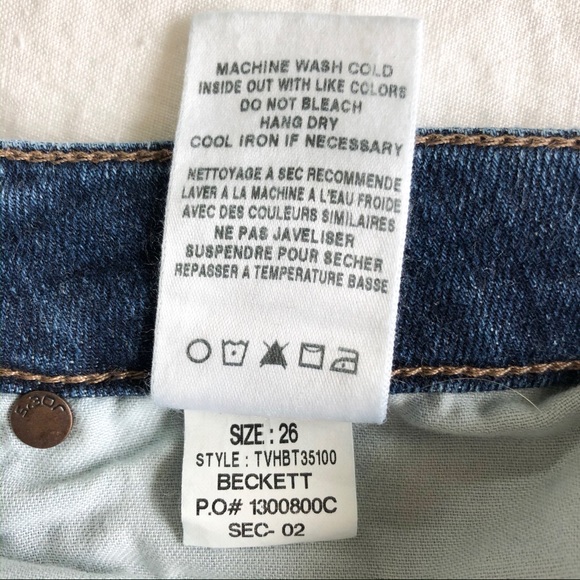 MACHINE WASH COLD
INSIDE OUT WITH LIKE COLORS
DO NOT BLEACH
HANG DRY
COOL IRON IF NECESSARY
NETTOYAGE A SEC RECOMMENDE
LAVER A LA MACHINE A L'EAU FROIDE
AVEC DES COULEURS SIMILAIRES
NE PAS JAVELISER
SUSPENDRE POUR SECHER
REPASSER A TEMPERATURE BASSE
SIZE : 26
STYLE : TVHBT35100
BECKETT
P.O# 1300800C
SEC- 02